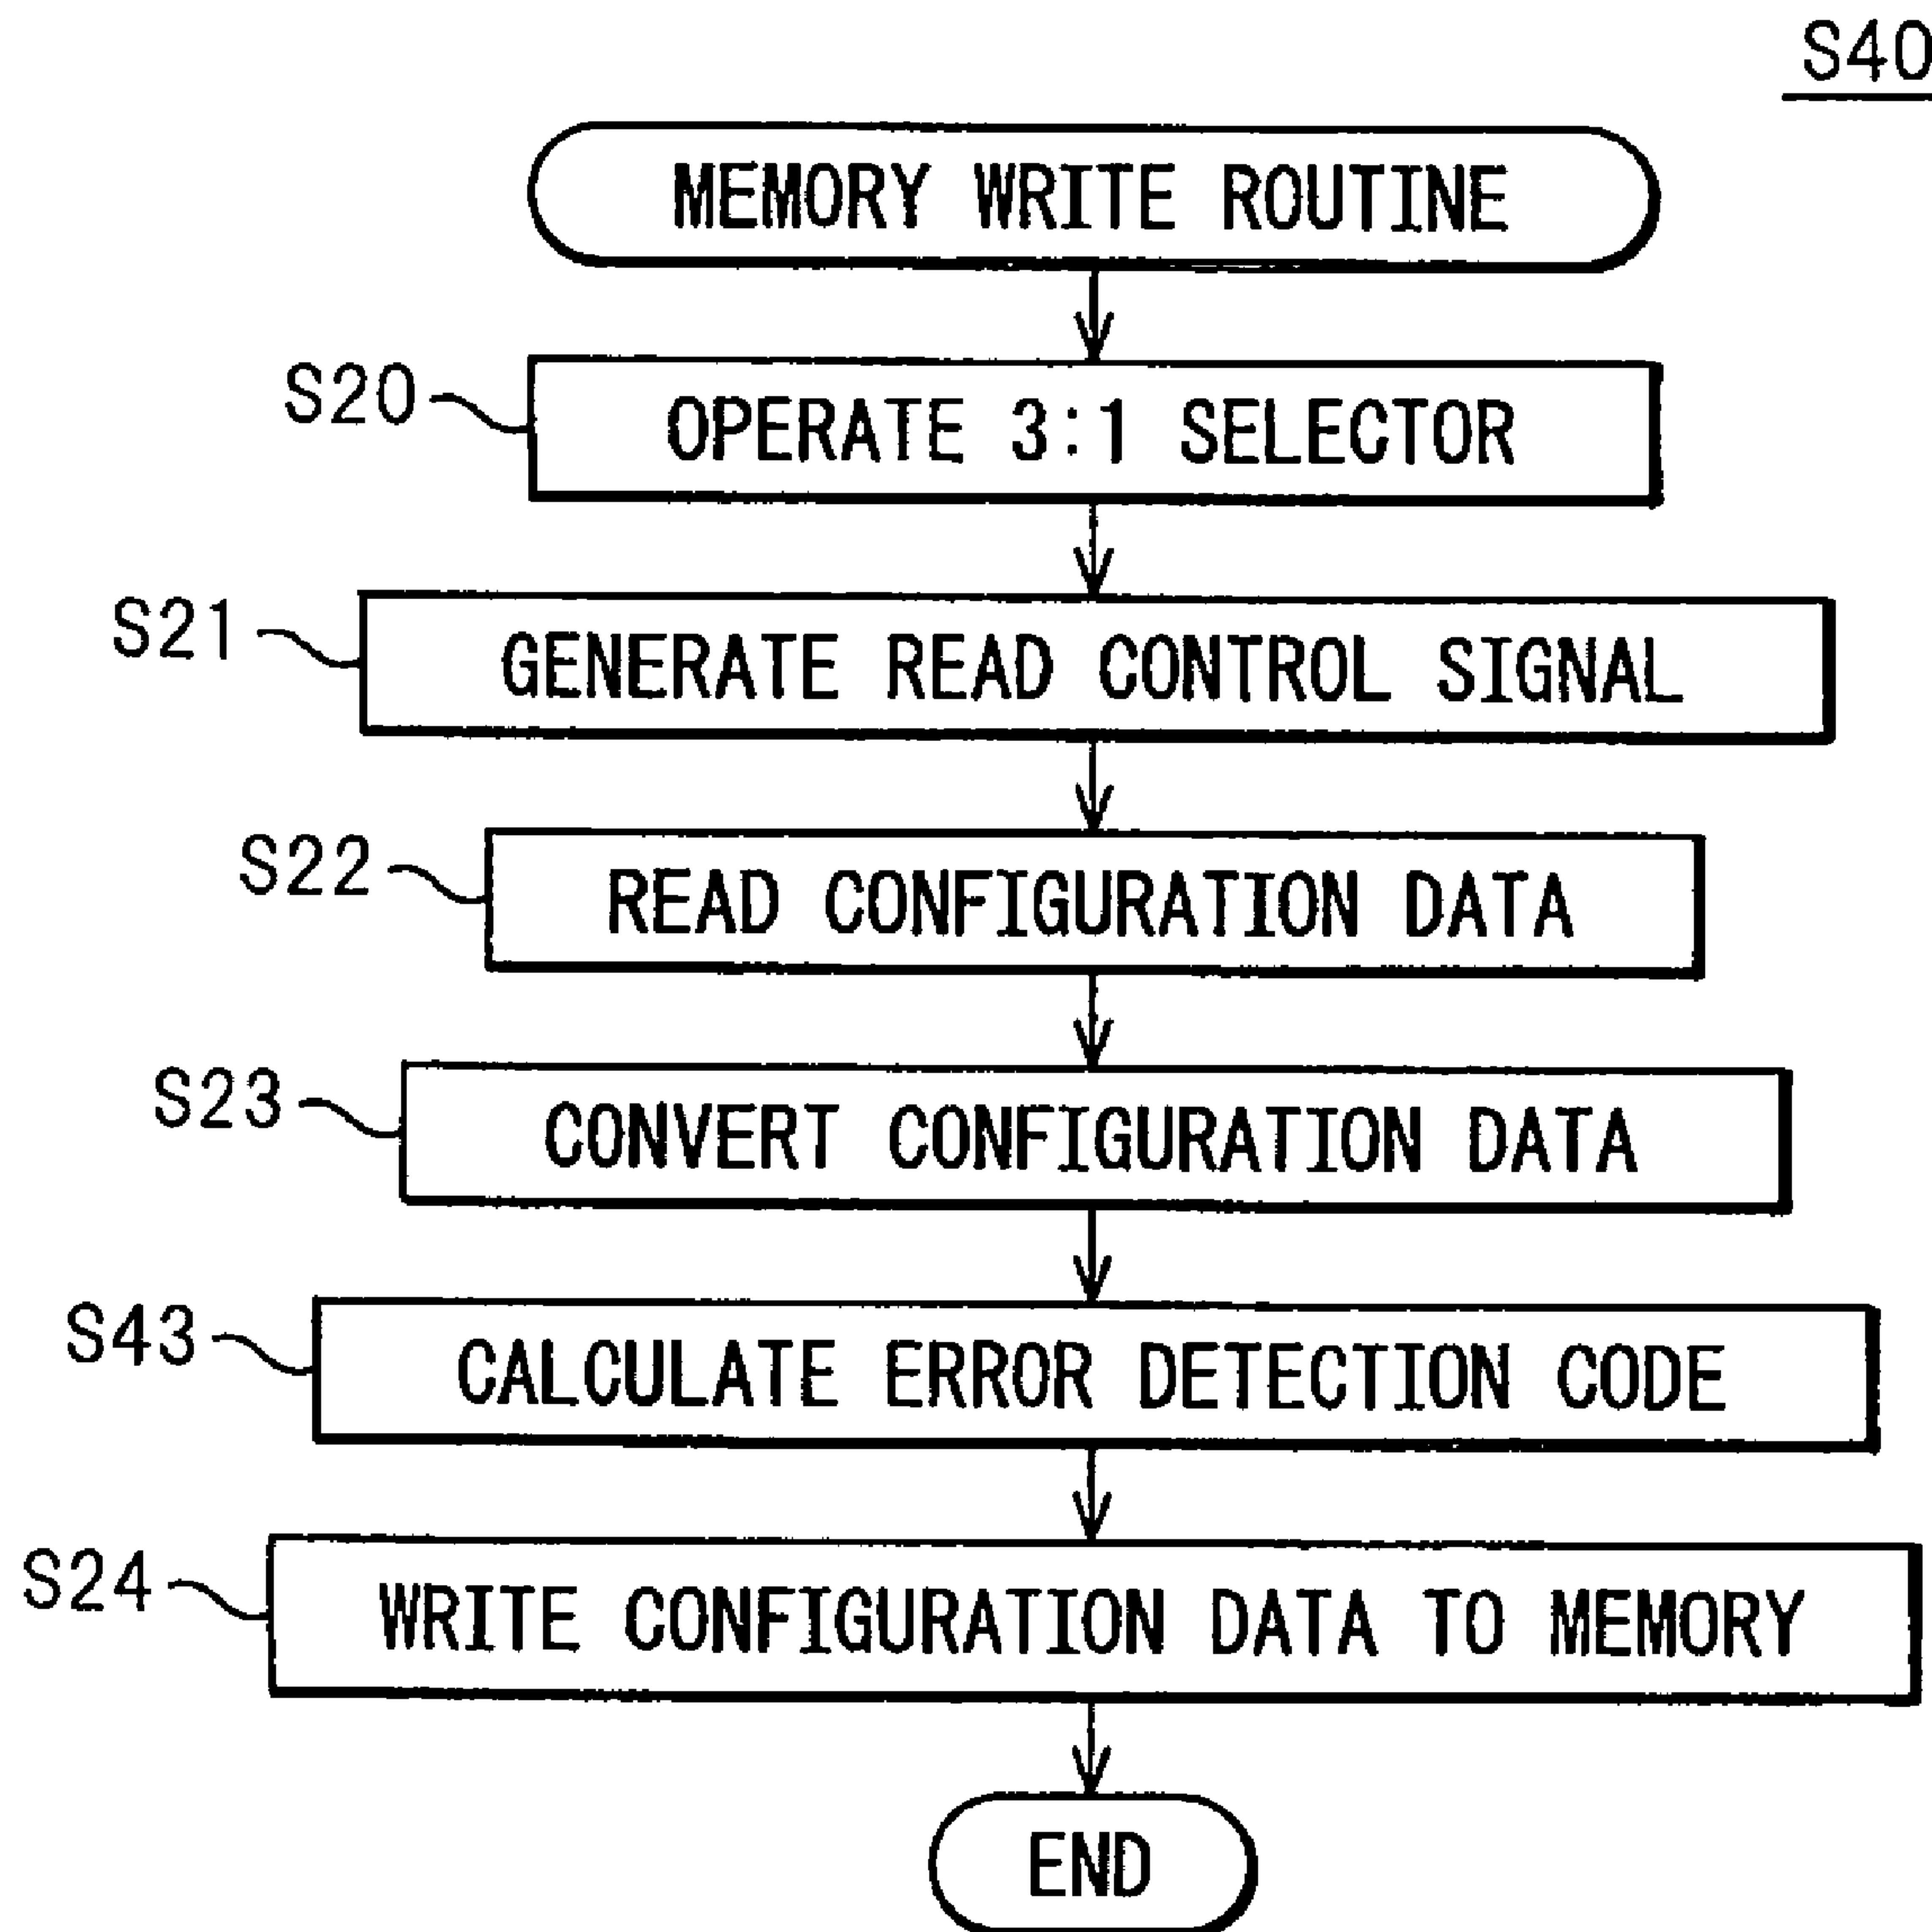 S40
MEMORY WRITE ROUTINE
S20 OPERATE 3:1 SELECTOR
S21 GENERATE READ CONTROL SIGNAL
S22 READ CONFIGURATION DATA
S23 CONVERT CONFIGURATION DATA
S43 CALCULATE ERROR DETECTION CODE
S24 WRITE CONFIGURATION DATA TO MEMORY
END